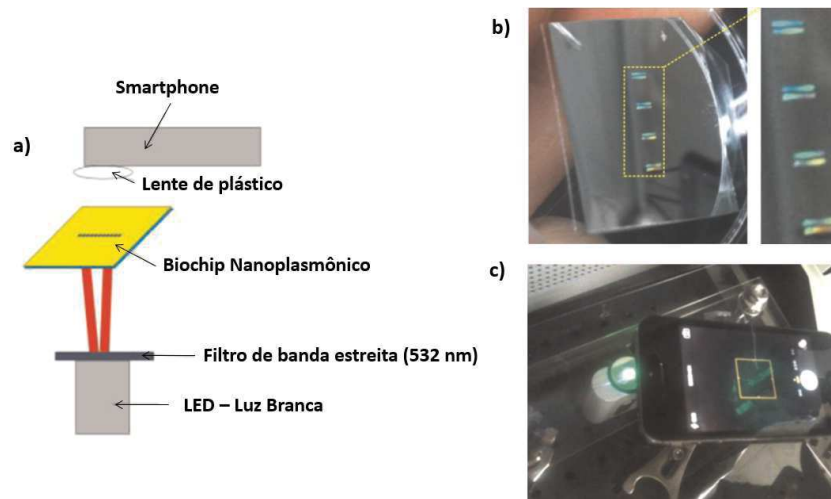 a)
Smartphone
Lente de plástico
Biochip Nanoplasmônico
Filtro de banda estreita (532 nm)
LED – Luz Branca
b)
c)